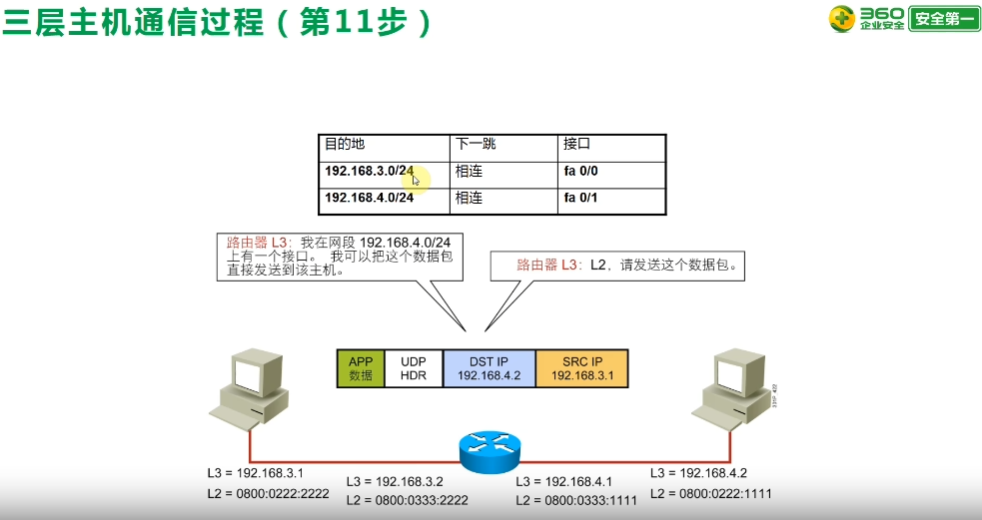 三层主机通信过程（第11步）
360
企业安全
安全第一
目的地 下一跳 接口
192.168.3.0/24 相连 fa 0/0
192.168.4.0/24 相连 fa 0/1
路由器 L3：我在网段 192.168.4.0/24
上有一个接口。 我可以把这个数据包
直接发送到该主机。
路由器 L3：L2，请发送这个数据包。
APP
数据
UDP
HDR
DST IP
192.168.4.2
SRC IP
192.168.3.1
L3 = 192.168.3.1
L2 = 0800:0222:2222
L3 = 192.168.3.2
L2 = 0800:0333:2222
L3 = 192.168.4.1
L2 = 0800:0333:1111
L3 = 192.168.4.2
L2 = 0800:0222:1111